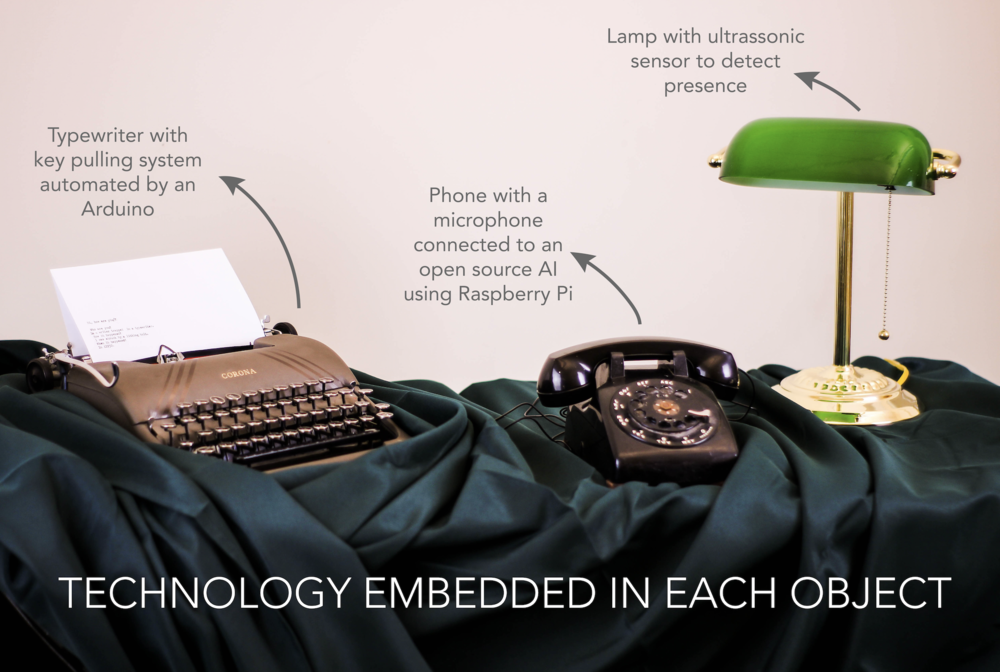 Lamp with ultrassonic
sensor to detect
presence
Typewriter with
key pulling system
automated by an
Arduino
Phone with a
microphone
connected to an
open source AI
using Raspberry Pi
CORONA
TECHNOLOGY EMBEDDED IN EACH OBJECT